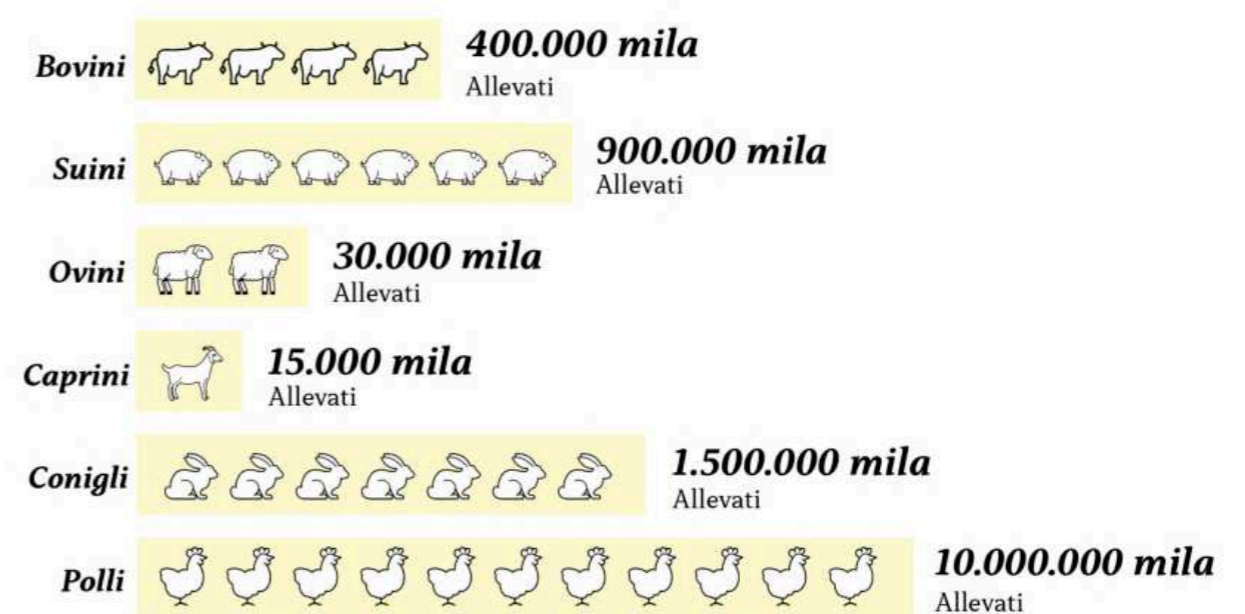 Bovini
400.000 mila
Allevati
Suini
900.000 mila
Allevati
Ovini
30.000 mila
Allevati
Caprini
15.000 mila
Allevati
Conigli
1.500.000 mila
Allevati
Polli
10.000.000 mila
Allevati